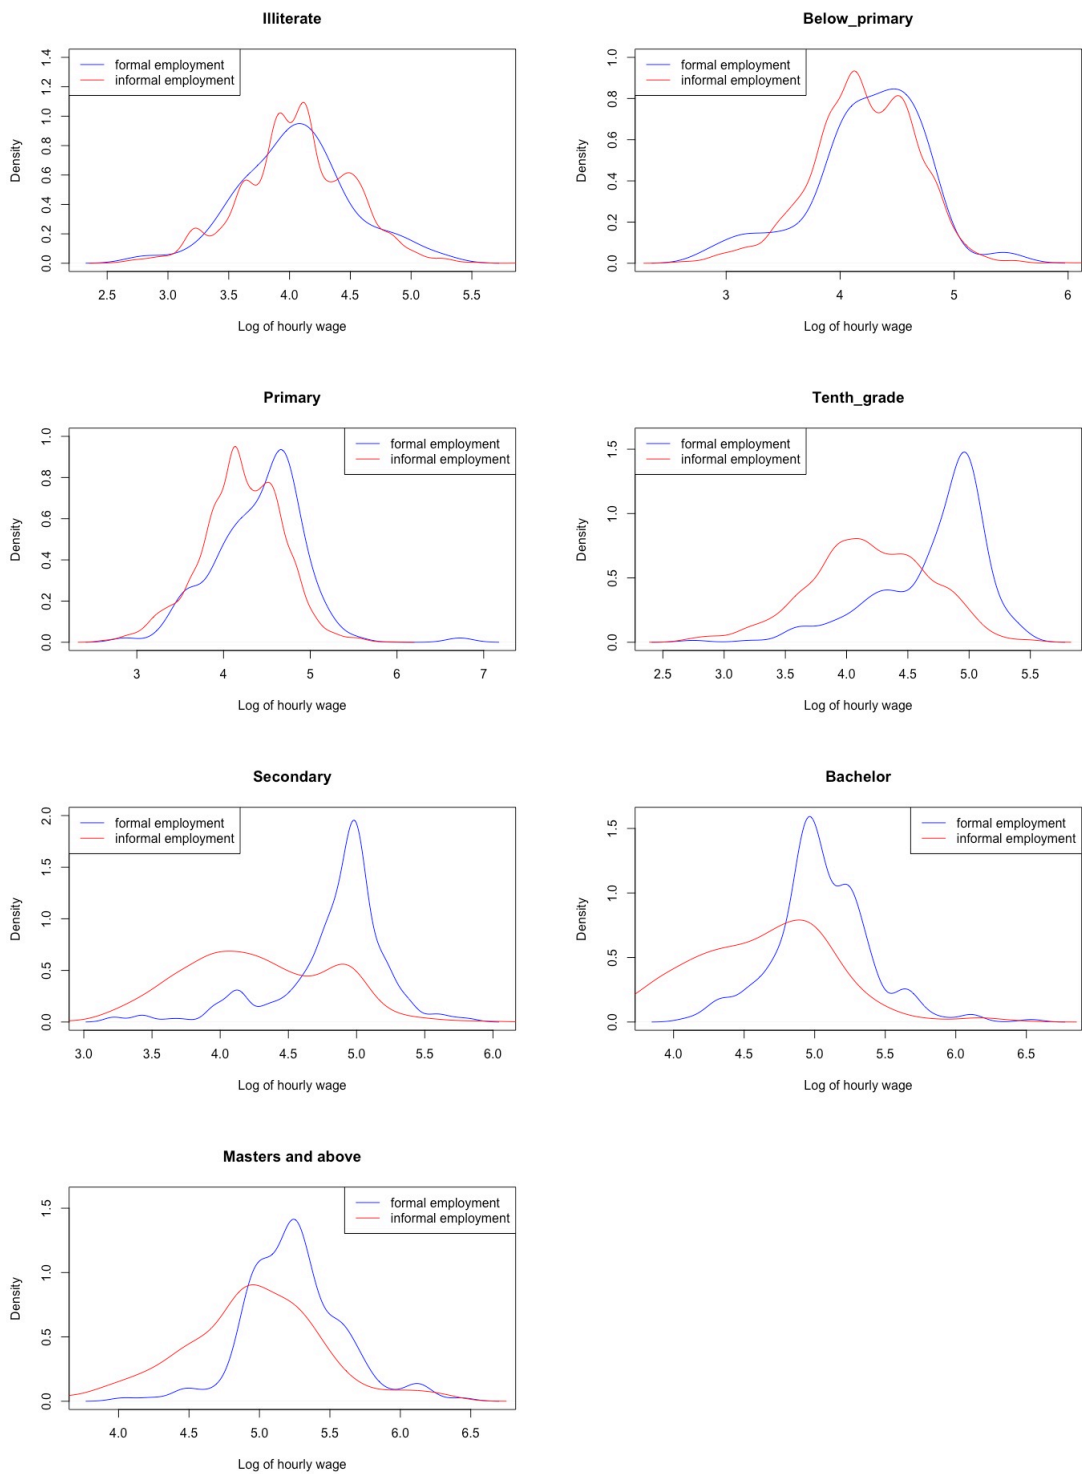 Illiterate
formal employment
informal employment
Density
0.0 0.2 0.4 0.6 0.8 1.0 1.2 1.4
2.5 3.0 3.5 4.0 4.5 5.0 5.5
Log of hourly wage
Below_primary
formal employment
informal employment
Density
0.0 0.2 0.4 0.6 0.8 1.0
3 4 5 6
Log of hourly wage
Primary
formal employment
informal employment
Density
0.0 0.2 0.4 0.6 0.8 1.0
3 4 5 6 7
Log of hourly wage
Tenth_grade
formal employment
informal employment
Density
0.0 0.5 1.0 1.5
2.5 3.0 3.5 4.0 4.5 5.0 5.5
Log of hourly wage
Secondary
formal employment
informal employment
Density
0.0 0.5 1.0 1.5 2.0
3.0 3.5 4.0 4.5 5.0 5.5 6.0
Log of hourly wage
Bachelor
formal employment
informal employment
Density
0.0 0.5 1.0 1.5
4.0 4.5 5.0 5.5 6.0 6.5
Log of hourly wage
Masters and above
formal employment
informal employment
Density
0.0 0.5 1.0 1.5
4.0 4.5 5.0 5.5 6.0 6.5
Log of hourly wage